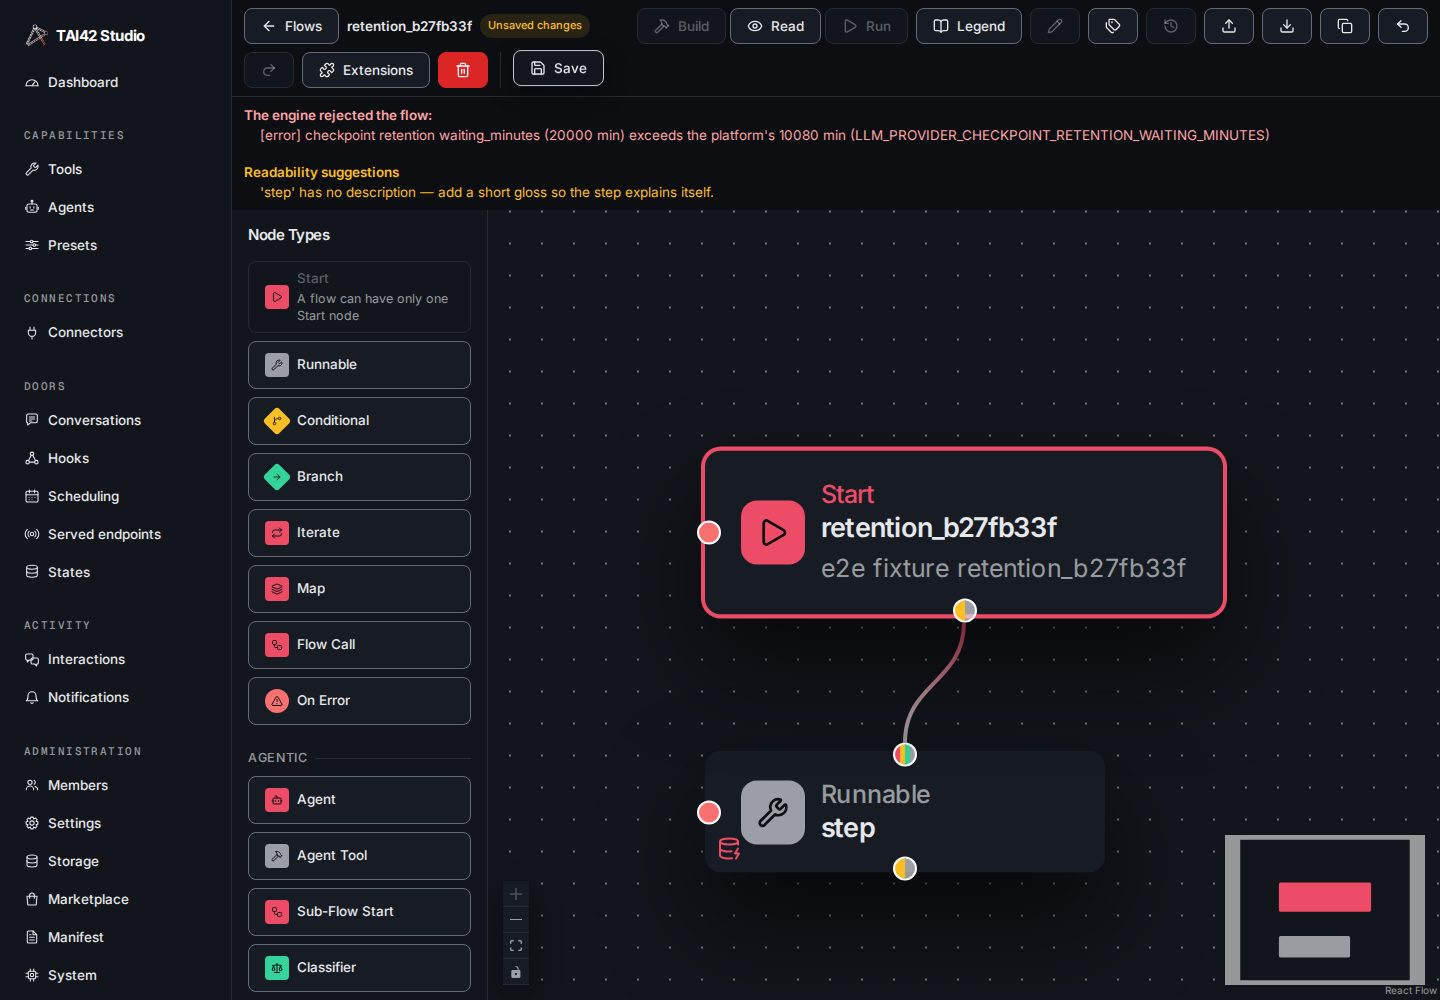 TAI42 Studio
Dashboard
CAPABILITIES
Tools
Agents
Presets
CONNECTIONS
Connectors
DOORS
Conversations
Hooks
Scheduling
Served endpoints
States
ACTIVITY
Interactions
Notifications
ADMINISTRATION
Members
Settings
Storage
Marketplace
Manifest
System
Flows
retention_b27fb33f
Unsaved changes
Build
Read
Run
Legend
Extensions
Save
The engine rejected the flow:
[error] checkpoint retention waiting_minutes (20000 min) exceeds the platform's 10080 min (LLM_PROVIDER_CHECKPOINT_RETENTION_WAITING_MINUTES)
Readability suggestions
'step' has no description — add a short gloss so the step explains itself.
Node Types
Start
A flow can have only one
Start node
Runnable
Conditional
Branch
Iterate
Map
Flow Call
On Error
AGENTIC
Agent
Agent Tool
Sub-Flow Start
Classifier
Start
retention_b27fb33f
e2e fixture retention_b27fb33f
Runnable
step
React Flow